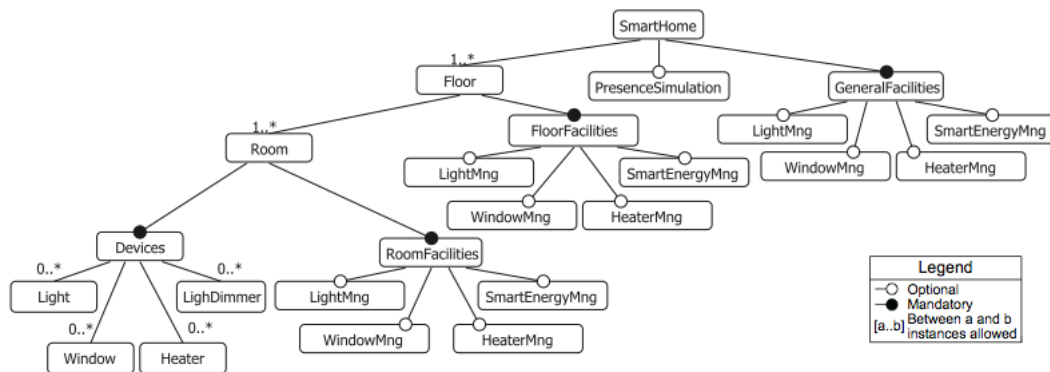 SmartHome
1..*
Floor
PresenceSimulation
GeneralFacilities
1..*
Room
FloorFacilities
LightMng
SmartEnergyMng
WindowMng
HeaterMng
LightMng
SmartEnergyMng
WindowMng
HeaterMng
Devices
RoomFacilities
0..*
0..*
Light
LighDimmer
LightMng
SmartEnergyMng
0..*
0..*
WindowMng
HeaterMng
Window
Heater
Legend
Optional
Mandatory
[a..b] Between a and b
instances allowed